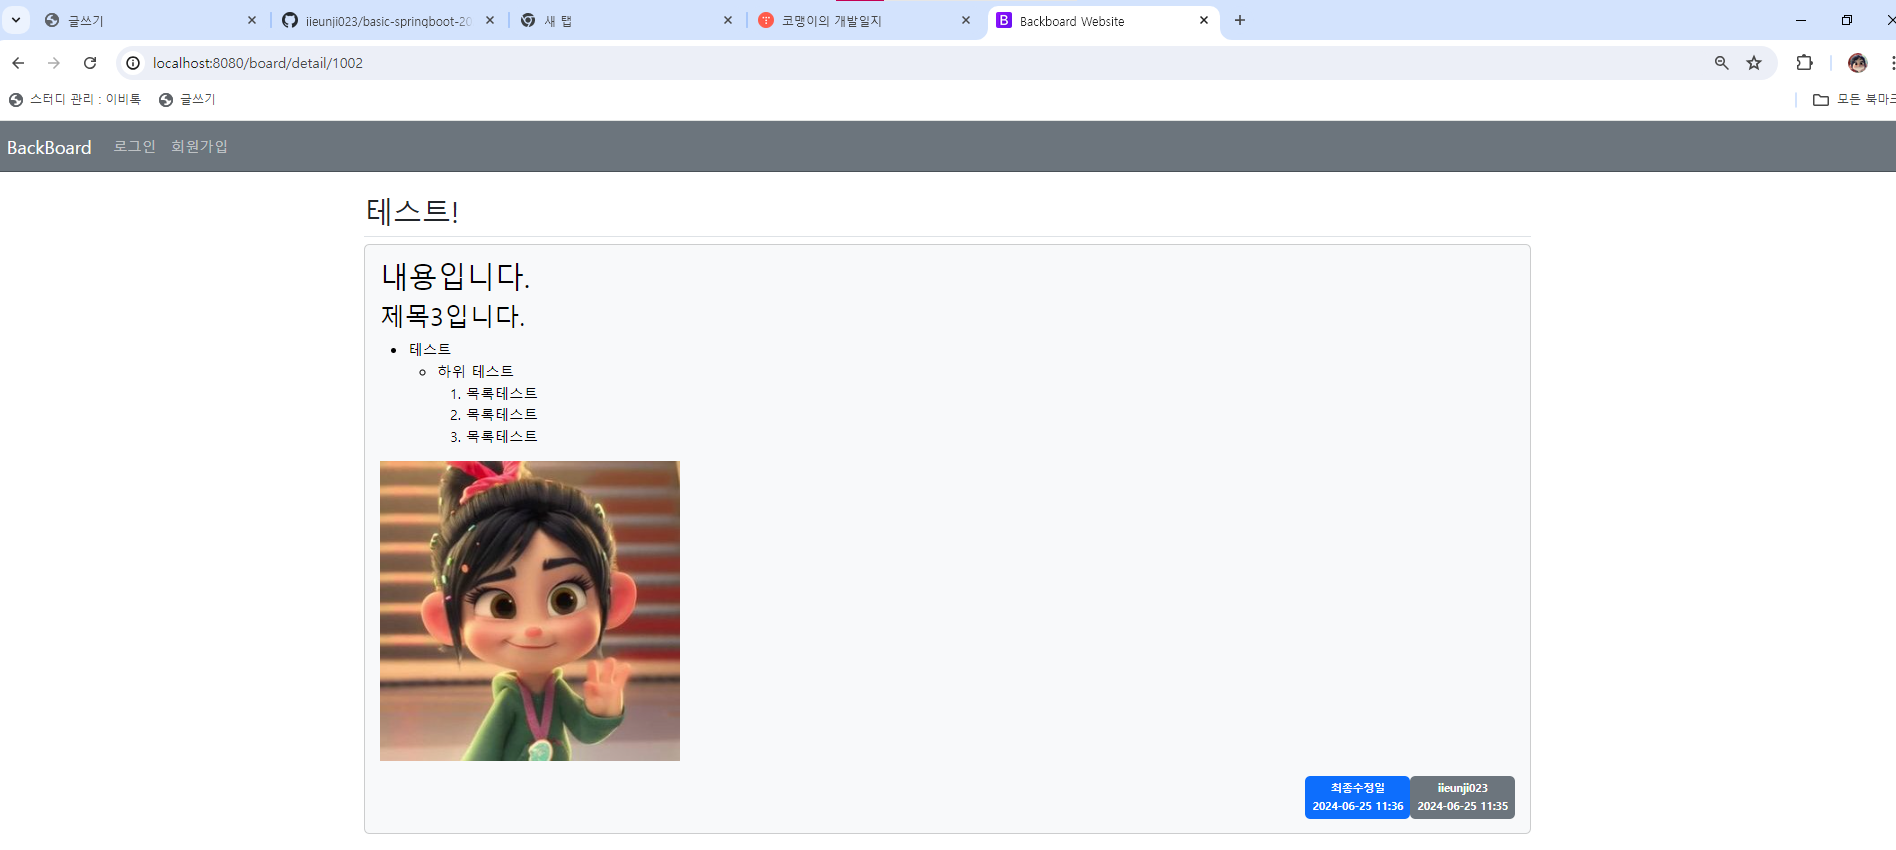 글쓰기
iieunji023/basic-springboot-20
새 탭
코맹이의 개발일지
Backboard Website
localhost:8080/board/detail/1002
스터디 관리 : 이비톡
글쓰기
모든 북마크
BackBoard 로그인 회원가입
테스트!
내용입니다.
제목3입니다.
테스트
하위 테스트
1. 목록테스트
2. 목록테스트
3. 목록테스트
최종수정일
2024-06-25 11:36
iieunji023
2024-06-25 11:35